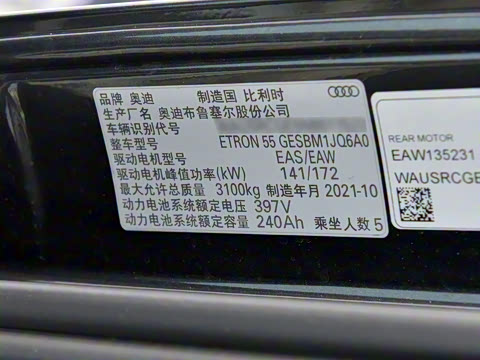 品牌 奥迪 制造国 比利时
生产厂名 奥迪布鲁塞尔股份公司
车辆识别代号
整车型号 ETRON 55 GESBM1JQ6A0
驱动电机型号 EAS/EAW
驱动电机峰值功率(kW) 141/172
最大允许总质量 3100kg 制造年月 2021-10
动力电池系统额定电压 397V
动力电池系统额定容量 240Ah 乘坐人数 5
REAR MOTOR
EAW135231
WAUSRCGE